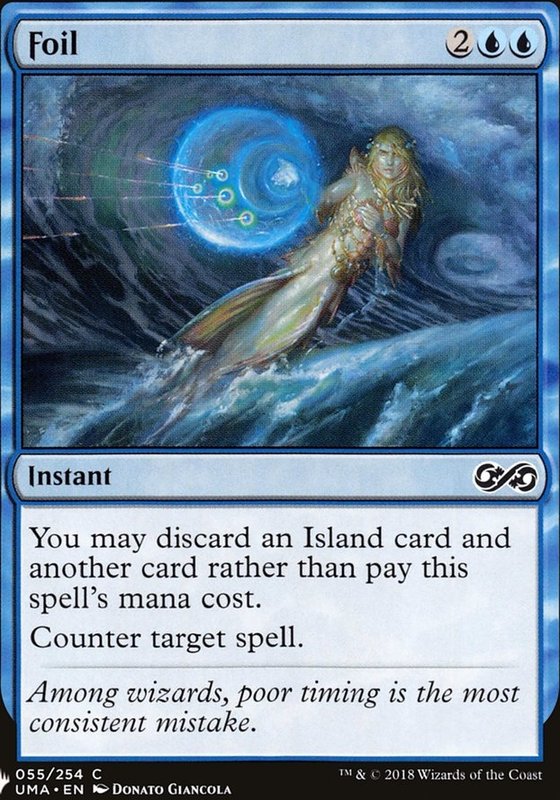 Foil 2
Instant
You may discard an Island card and
another card rather than pay this
spell's mana cost.
Counter target spell.
Among wizards, poor timing is the most
consistent mistake.
055/254 C
UMA • EN Donato Giancola
™ & © 2018 Wizards of the Coast